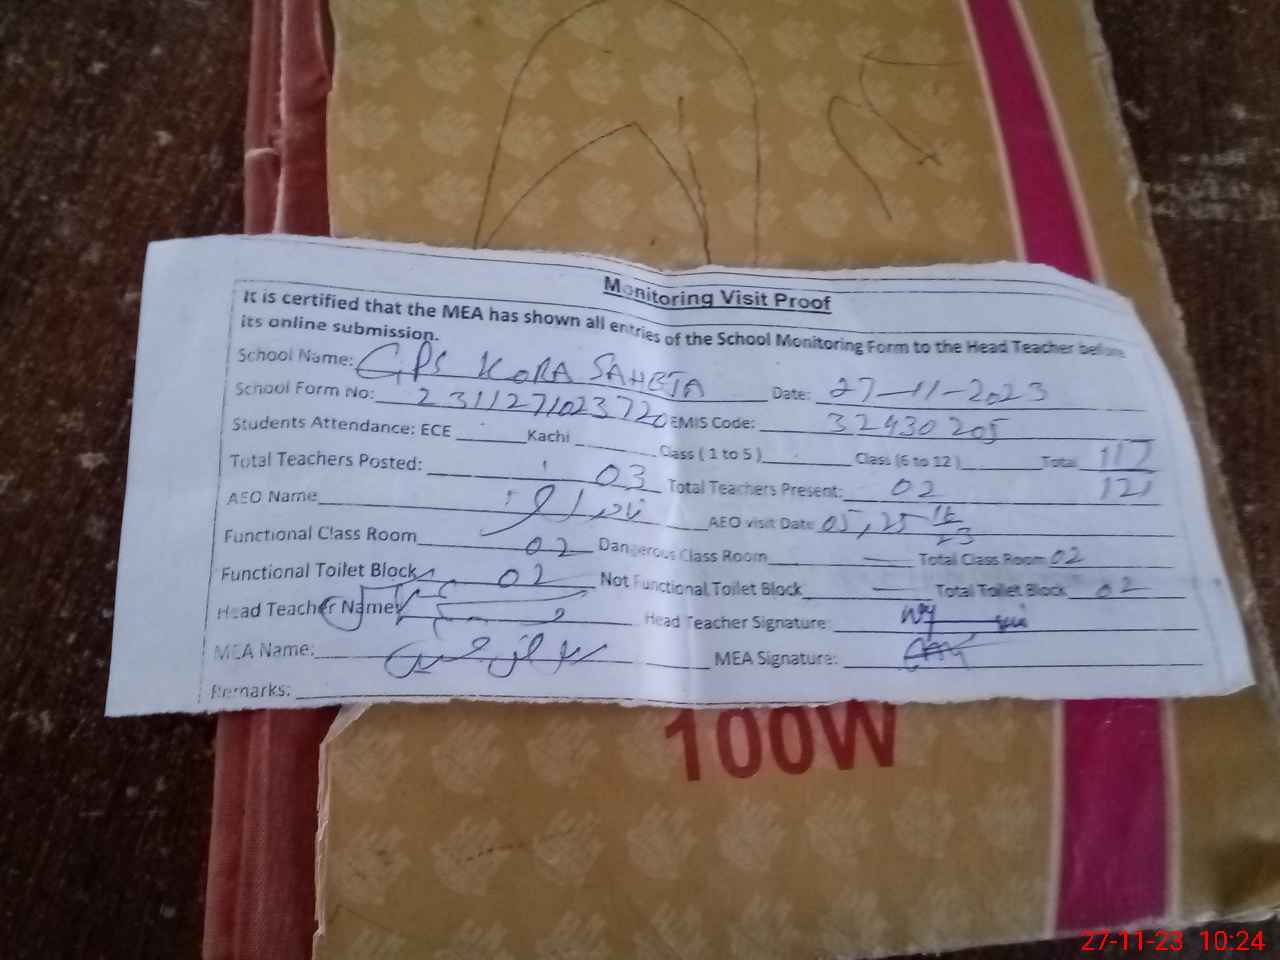 Monitoring Visit Proof
It is certified that the MEA has shown all entries of the School Monitoring Form to the Head Teacher before
its online submission.
School Name: GPS KORA SAHETA Date: 27-11-2023
School Form No: 2311271023720 EMIS Code: 32430205
Students Attendance: ECE Kachi Class ( 1 to 5 ) Class (6 to 12 ) Total 117
121
Total Teachers Posted: 03 Total Teachers Present: 02
AEO Name AEO visit Date 05, 25
Functional Class Room 02 Dangerous Class Room — Total Class Room 02
Functional Toilet Block 02 Not Functional Toilet Block — Total Toilet Block 02
Head Teacher Name Head Teacher Signature:
MEA Name: MEA Signature:
Remarks:
100W
27-11-23 10:24